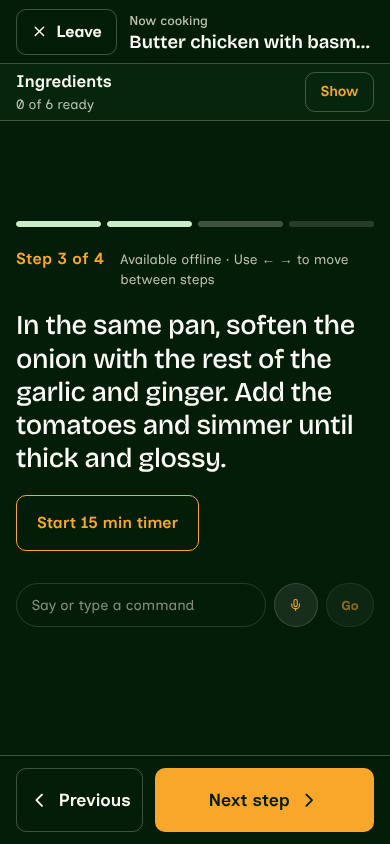 Leave
Now cooking
Butter chicken with basm...
Ingredients
0 of 6 ready
Show
Step 3 of 4
Available offline · Use ← → to move
between steps
In the same pan, soften the
onion with the rest of the
garlic and ginger. Add the
tomatoes and simmer until
thick and glossy.
Start 15 min timer
Say or type a command
Go
Previous
Next step